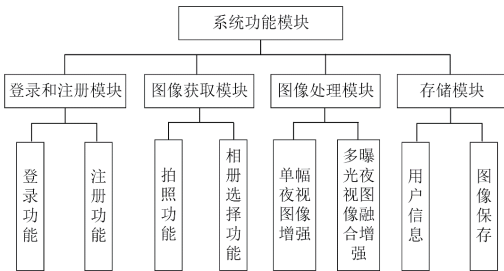 系统功能模块
登录和注册模块
图像获取模块
图像处理模块
存储模块
登录功能
注册功能
拍照功能
相册选择功能
单幅夜视图像增强
多曝光夜视图像融合增强
用户信息
图像保存